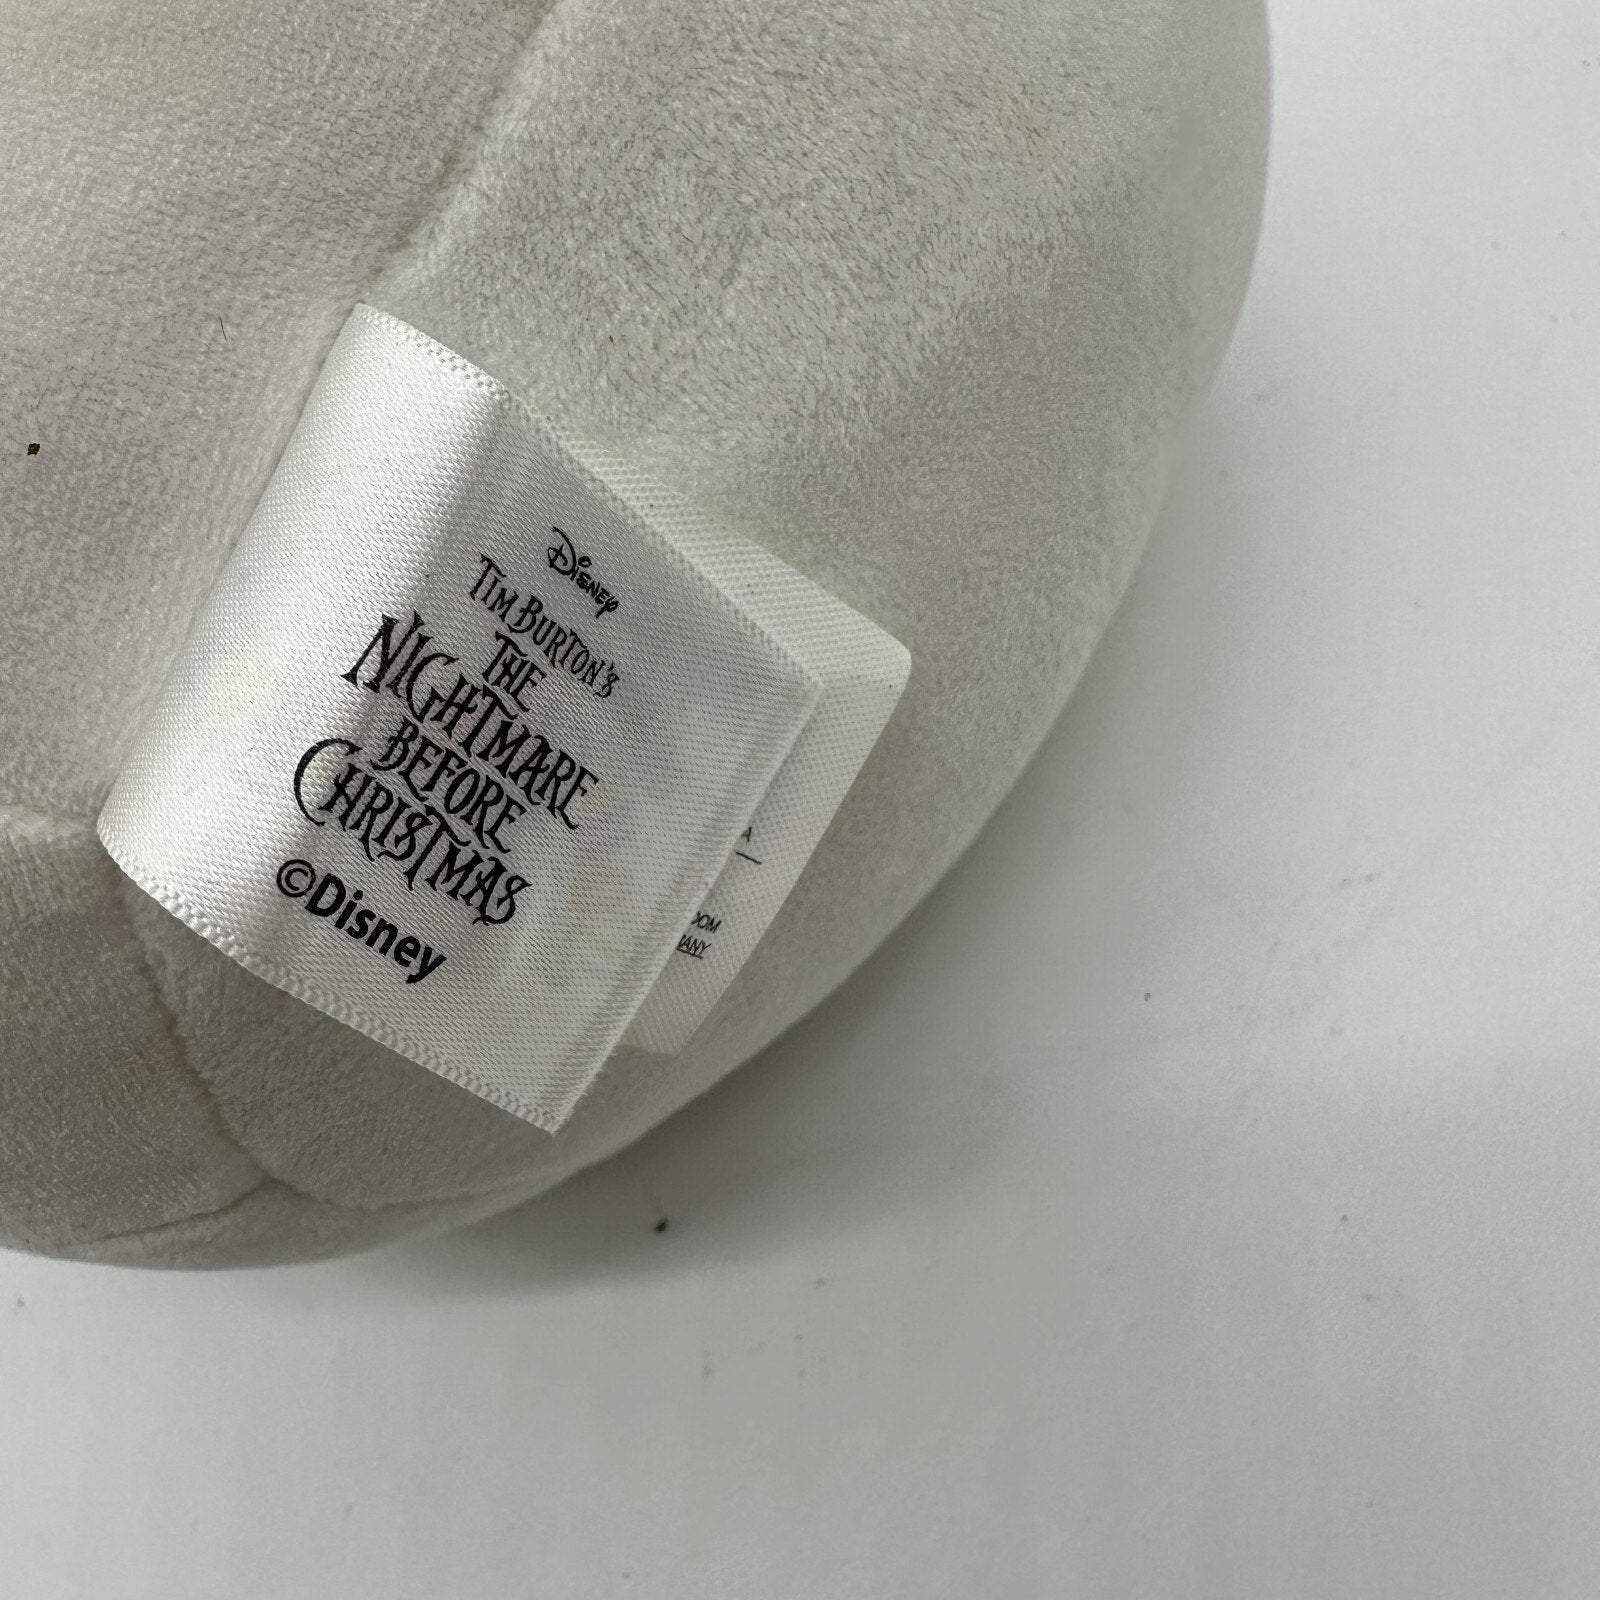 Disney
TIM BURTON'S
THE
NIGHTMARE
BEFORE
CHRISTMAS
©Disney